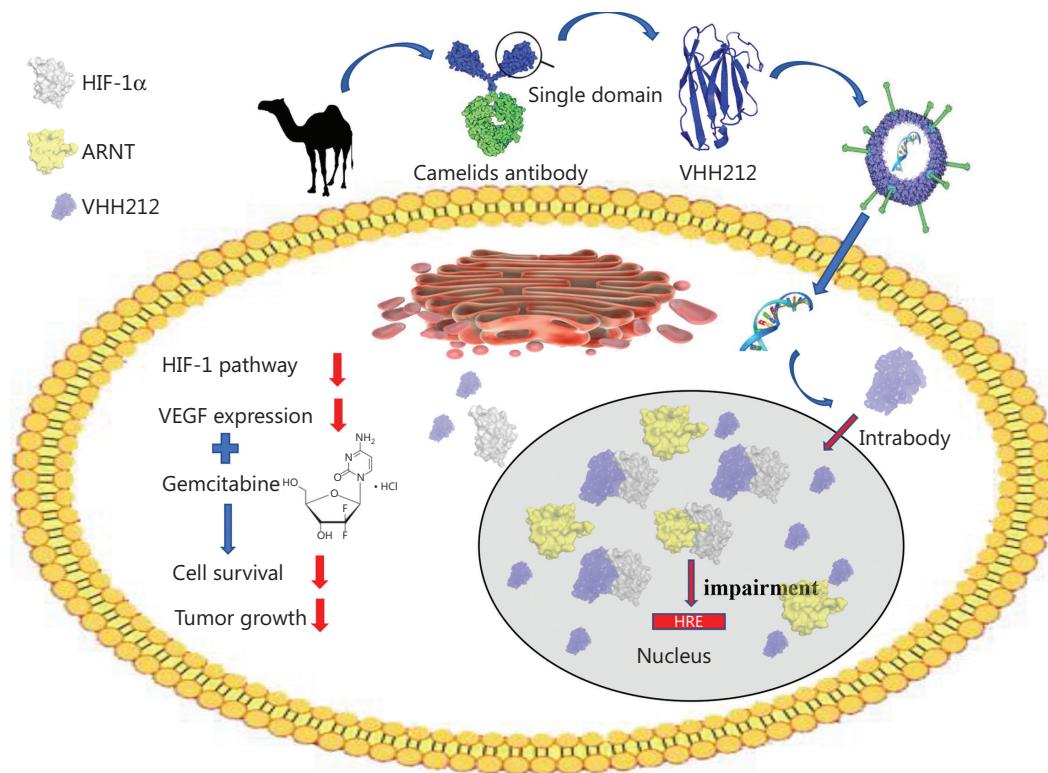 HIF-1α
ARNT
VHH212
Single domain
Camelids antibody
VHH212
HIF-1 pathway
VEGF expression
Gemcitabine
NH₂
N
O
N
HO
O
• HCl
F
OH
F
Cell survival
Tumor growth
Intrabody
impairment
HRE
Nucleus